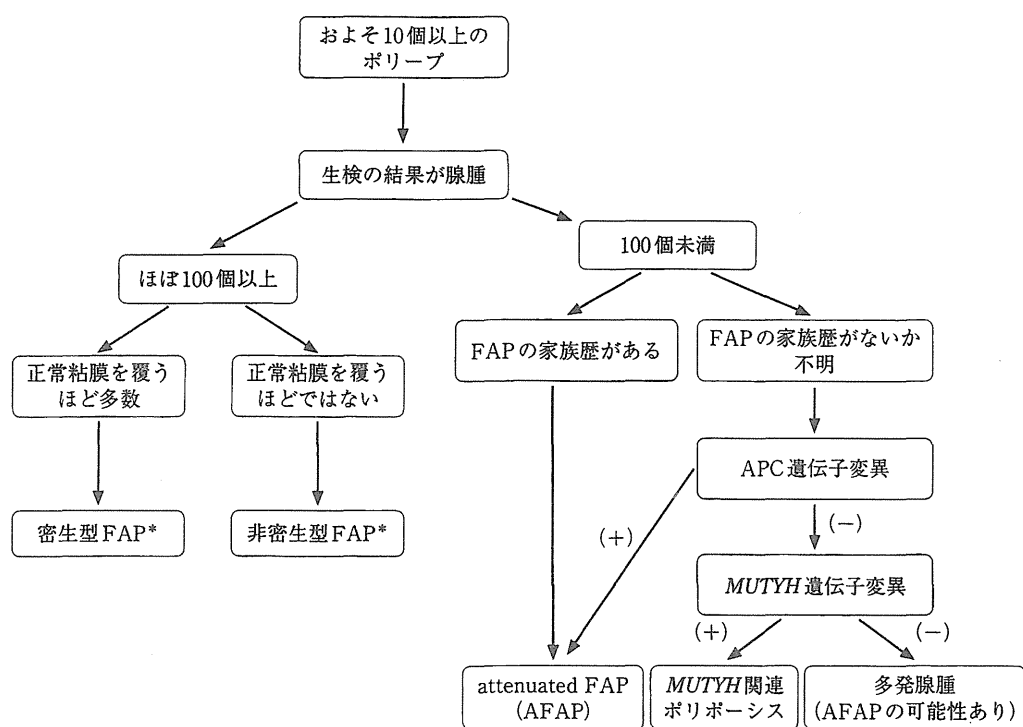 およそ10個以上の
ポリープ
生検の結果が腺腫
100個未満
ほぼ100個以上
FAPの家族歴がある
FAPの家族歴がないか
不明
正常粘膜を覆う
ほど多数
正常粘膜を覆う
ほどではない
APC遺伝子変異
密生型FAP*
非密生型FAP*
(+)
(-)
MUTYH遺伝子変異
(+)
(-)
attenuated FAP
(AFAP)
MUTYH関連
ポリポーシス
多発腺腫
(AFAPの可能性あり)